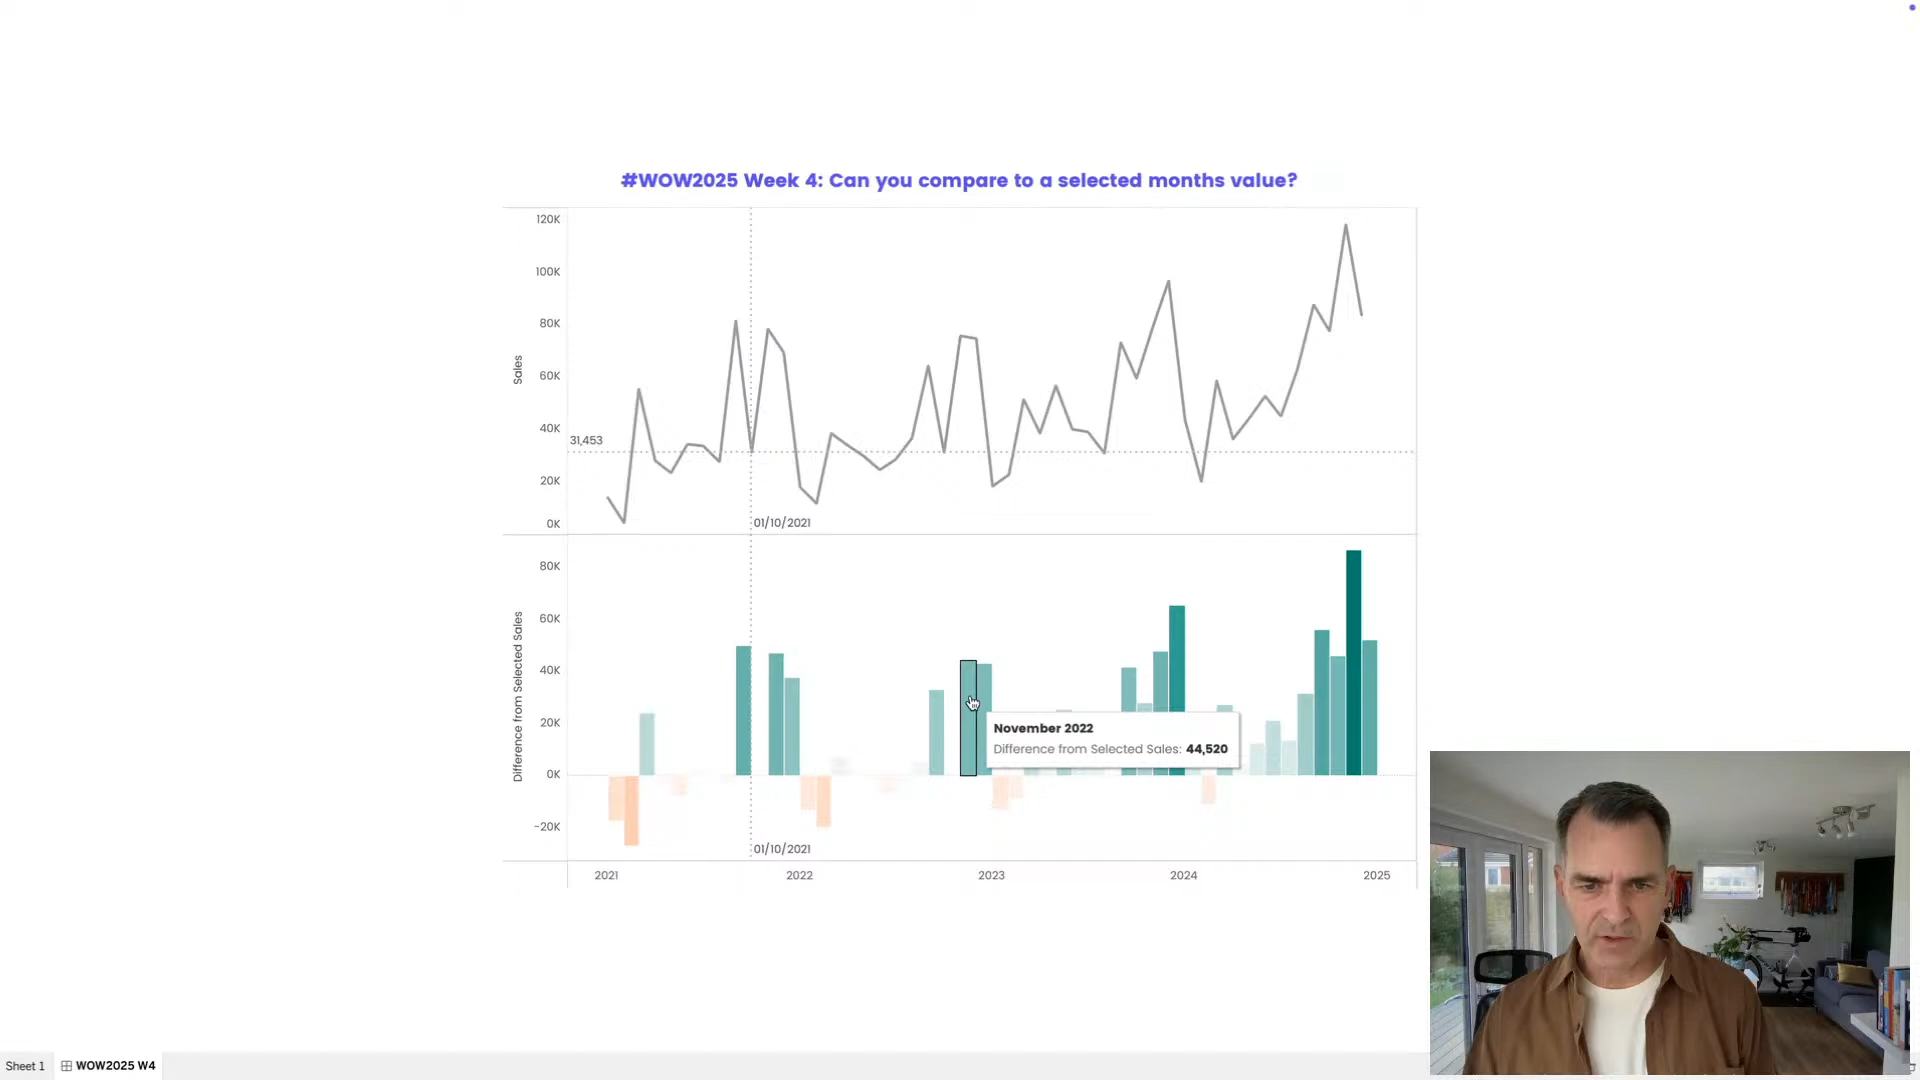 #WOW2025 Week 4: Can you compare to a selected months value?
120K
100K
80K
Sales
60K
40K
31,453
20K
0K
01/10/2021
80K
Difference from Selected Sales
60K
40K
20K
November 2022
Difference from Selected Sales: 44,520
0K
-20K
01/10/2021
2021 2022 2023 2024 2025
Sheet 1 WOW2025 W4